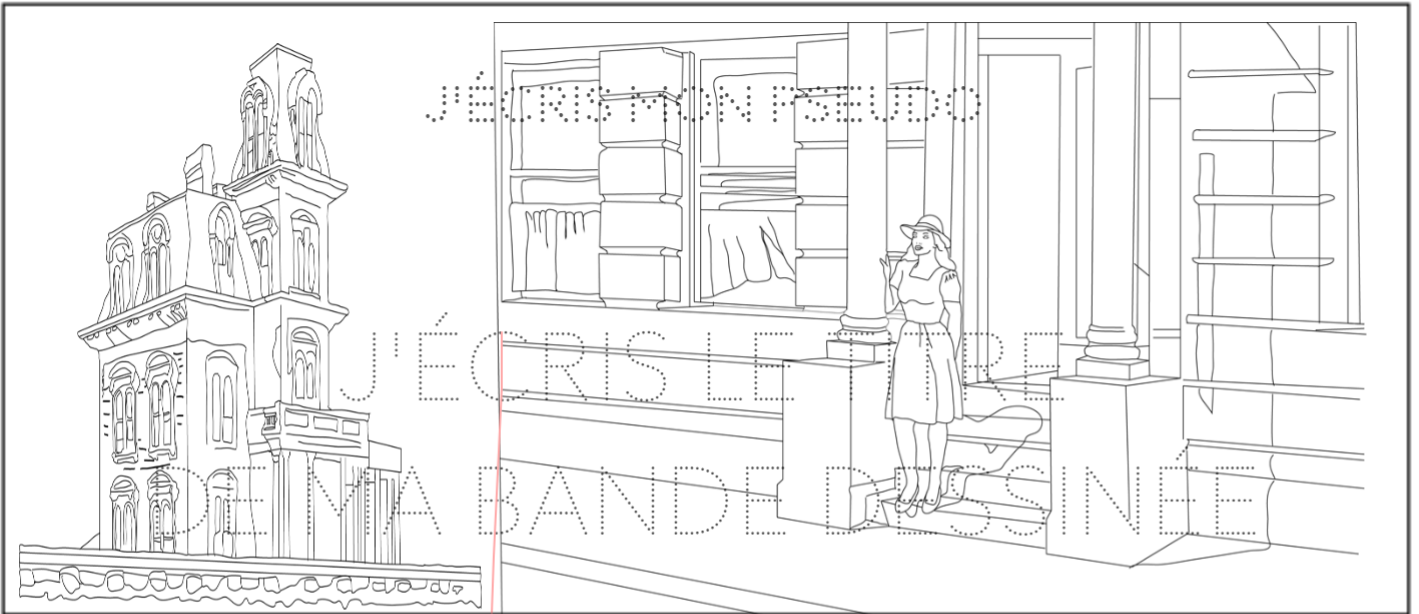 J'ÉCRIS MON PSEUDO
J'ÉCRIS LE TITRE
DE MA BANDE DESSINÉE